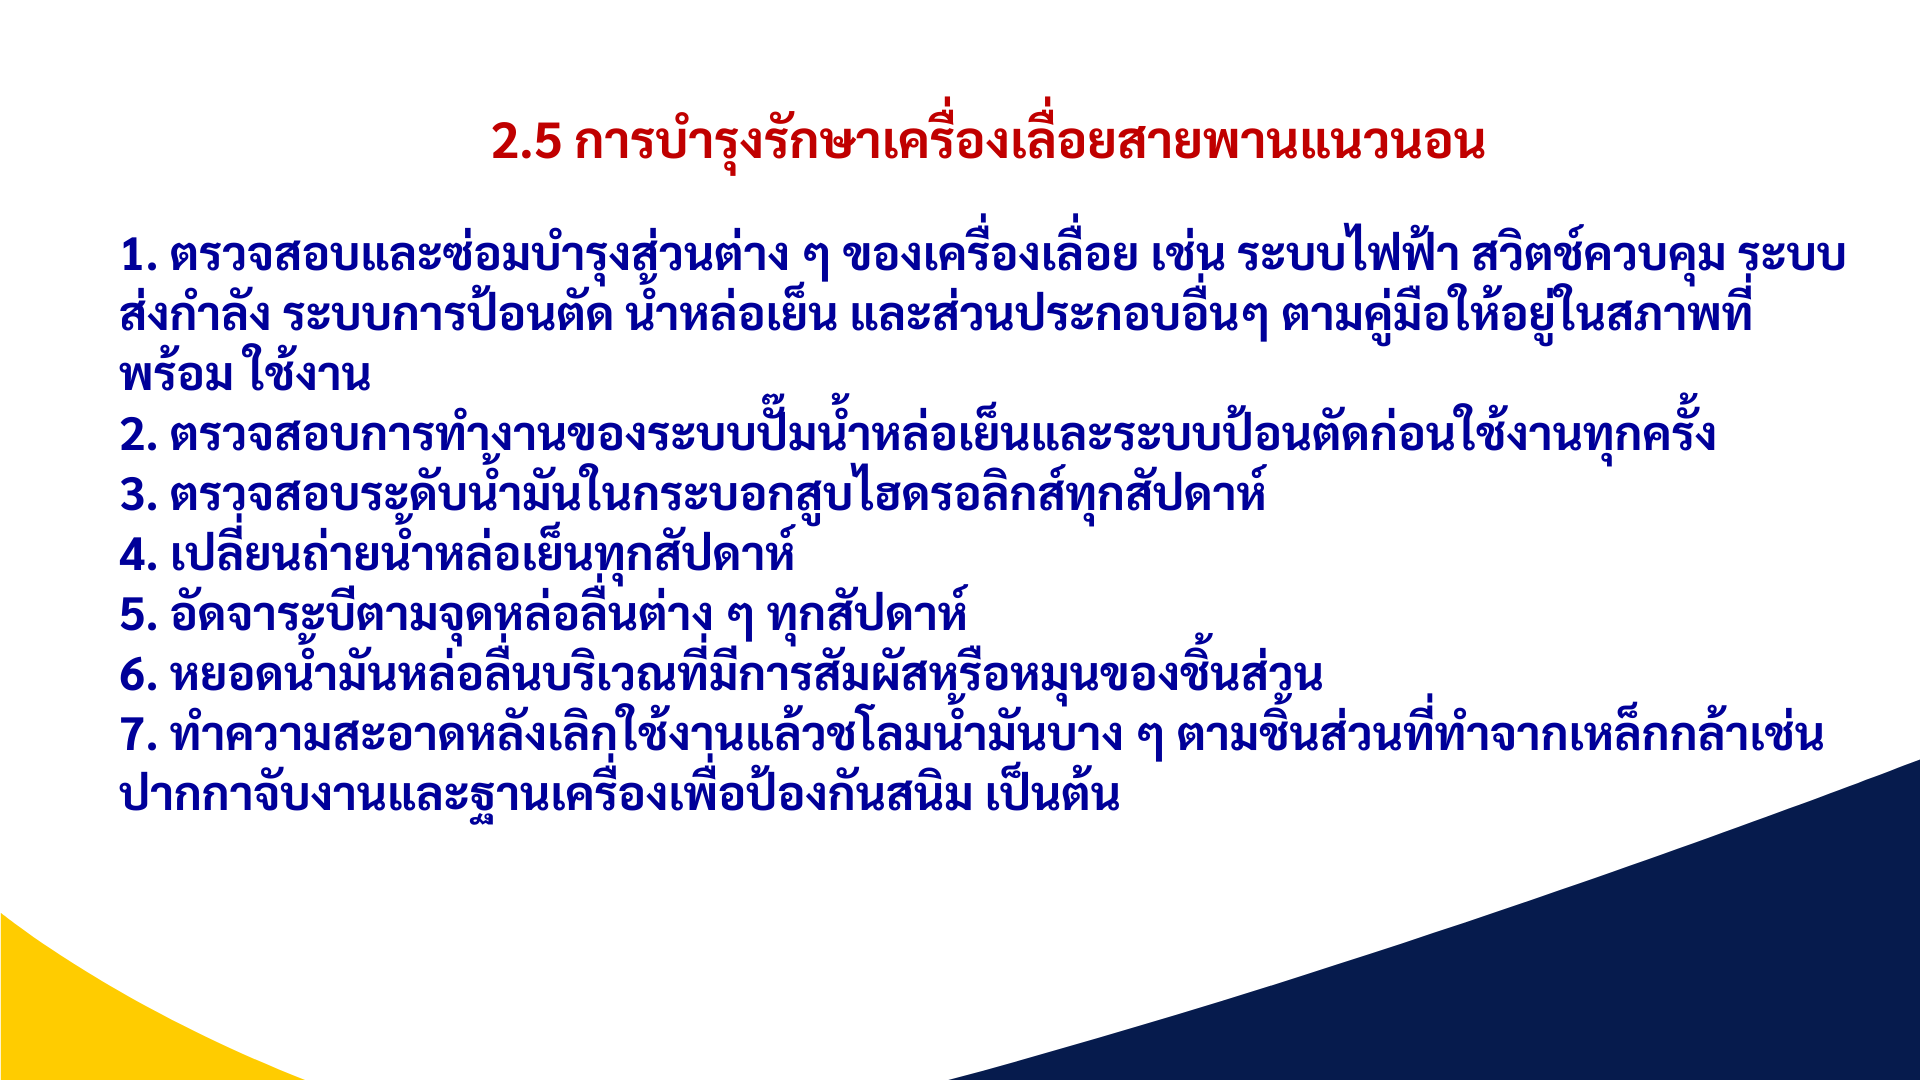 2.5 การบำรุงรักษาเครื่องเลื่อยสายพานแนวนอน
1. ตรวจสอบและซ่อมบำรุงส่วนต่าง ๆ ของเครื่องเลื่อย เช่น ระบบไฟฟ้า สวิตช์ควบคุม ระบบ
ส่งกำลัง ระบบการป้อนตัด น้ำหล่อเย็น และส่วนประกอบอื่นๆ ตามคู่มือให้อยู่ในสภาพที่
พร้อม ใช้งาน
2. ตรวจสอบการทำงานของระบบปั๊มน้ำหล่อเย็นและระบบป้อนตัดก่อนใช้งานทุกครั้ง
3. ตรวจสอบระดับน้ำมันในกระบอกสูบไฮดรอลิกส์ทุกสัปดาห์
4. เปลี่ยนถ่ายน้ำหล่อเย็นทุกสัปดาห์
5. อัดจาระบีตามจุดหล่อลื่นต่าง ๆ ทุกสัปดาห์
6. หยอดน้ำมันหล่อลื่นบริเวณที่มีการสัมผัสหรือหมุนของชิ้นส่วน
7. ทำความสะอาดหลังเลิกใช้งานแล้วชโลมน้ำมันบาง ๆ ตามชิ้นส่วนที่ทำจากเหล็กกล้าเช่น
ปากกาจับงานและฐานเครื่องเพื่อป้องกันสนิม เป็นต้น